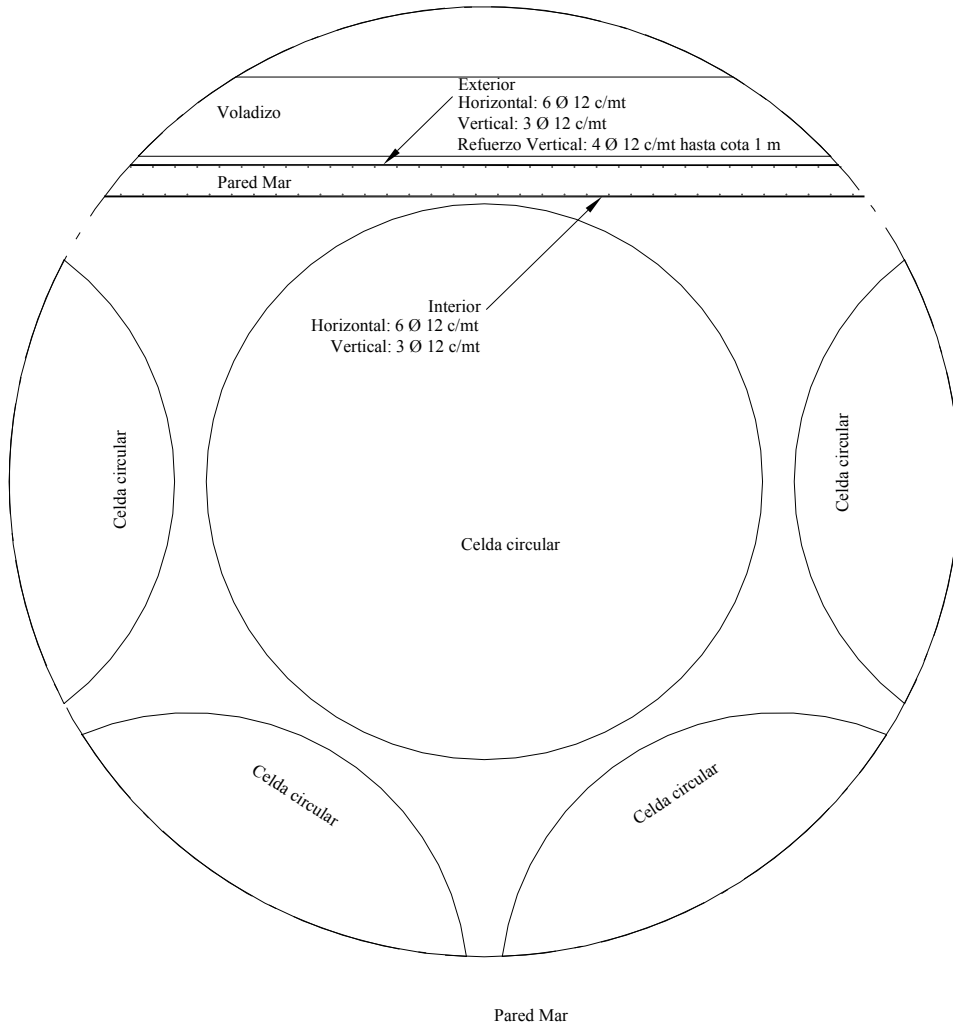 Exterior
Horizontal: 6 Ø 12 c/mt
Voladizo
Vertical: 3 Ø 12 c/mt
Refuerzo Vertical: 4 Ø 12 c/mt hasta cota 1 m
Pared Mar
Interior
Horizontal: 6 Ø 12 c/mt
Vertical: 3 Ø 12 c/mt
Celda circular
Celda circular
Celda circular
Celda circular
Celda circular
Pared Mar